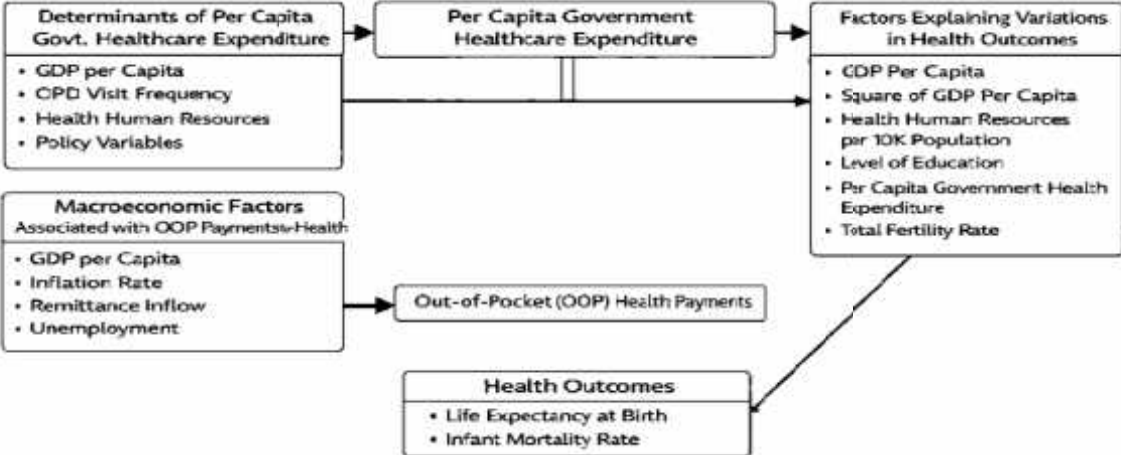 Determinants of Per Capita
Govt. Healthcare Expenditure
• GDP per Capita
• OPD Visit Frequency
• Health Human Resources
• Policy Variables
Per Capita Government
Healthcare Expenditure
Factors Explaining Variations
in Health Outcomes
• GDP Per Capita
• Square of GDP Per Capita
• Health Human Resources
per 10K Population
• Level of Education
• Per Capita Government Health
Expenditure
• Total Fertility Rate
Macroeconomic Factors
Associated with OOP Payments Health
• GDP per Capita
• Inflation Rate
• Remittance Inflow
• Unemployment
Out-of-Pocket (OOP) Health Payments
Health Outcomes
• Life Expectancy at Birth
• Infant Mortality Rate